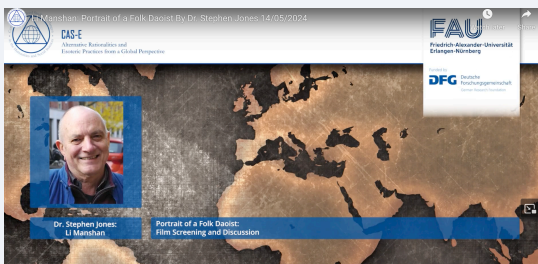 Li Manshan: Portrait of a Folk Daoist By Dr. Stephen Jones 14/05/2024
CAS-E
Alternative Rationalities and
Esoteric Practices from a Global Perspective
FAU
Friedrich-Alexander-Universität
Erlangen-Nürnberg
DFG
Deutsche
Forschungsgemeinschaft
Dr. Stephen Jones:
Li Manshan
Portrait of a Folk Daoist:
Film Screening and Discussion